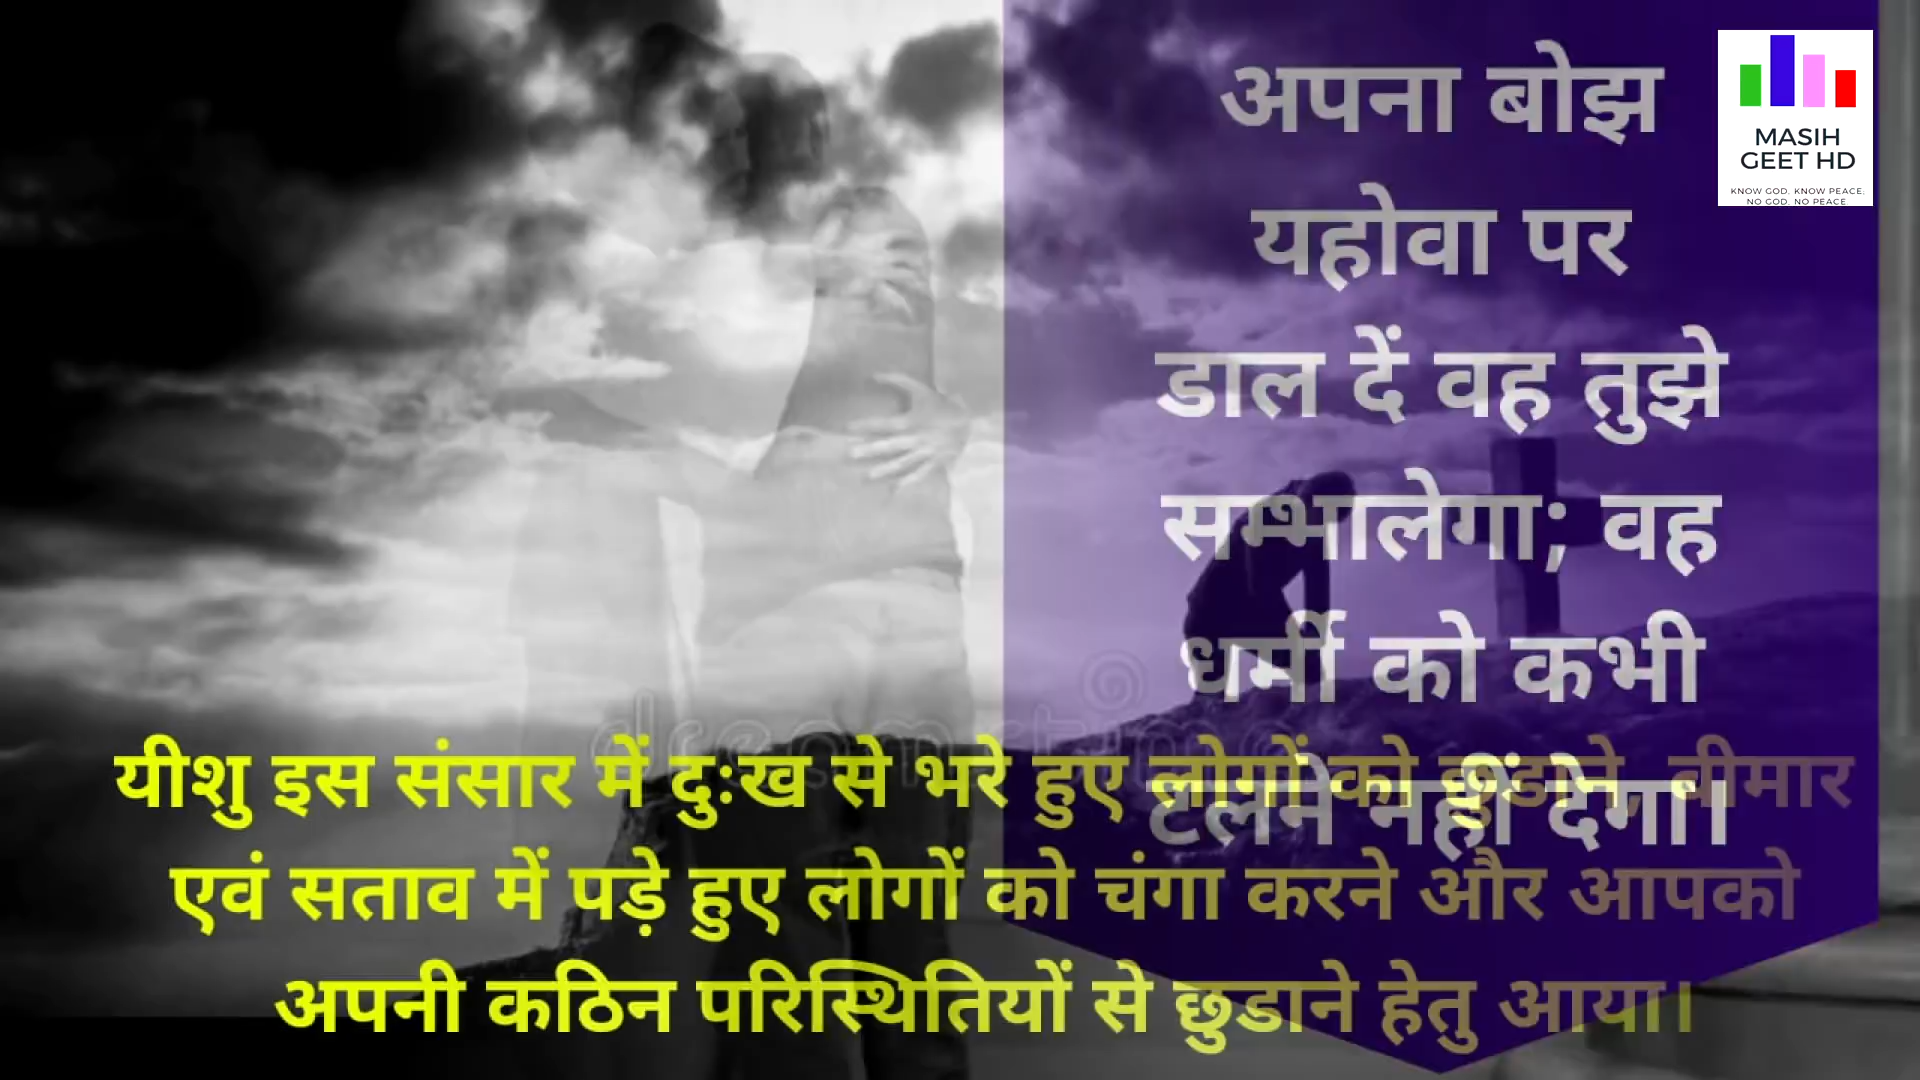 अपना बोझ
यहोवा पर
डाल दें वह तुझे
सम्भालेगा; वह
धर्मी को कभी
टलने नहीं देगा।
MASIH
GEET HD
KNOW GOD. KNOW PEACE.
NO GOD. NO PEACE
यीशु इस संसार में दुःख से भरे हुए लोगों को छुडाने, बीमार
एवं सताव में पड़े हुए लोगों को चंगा करने और आपको
अपनी कठिन परिस्थितियों से छुडाने हेतु आया।
dreamstime